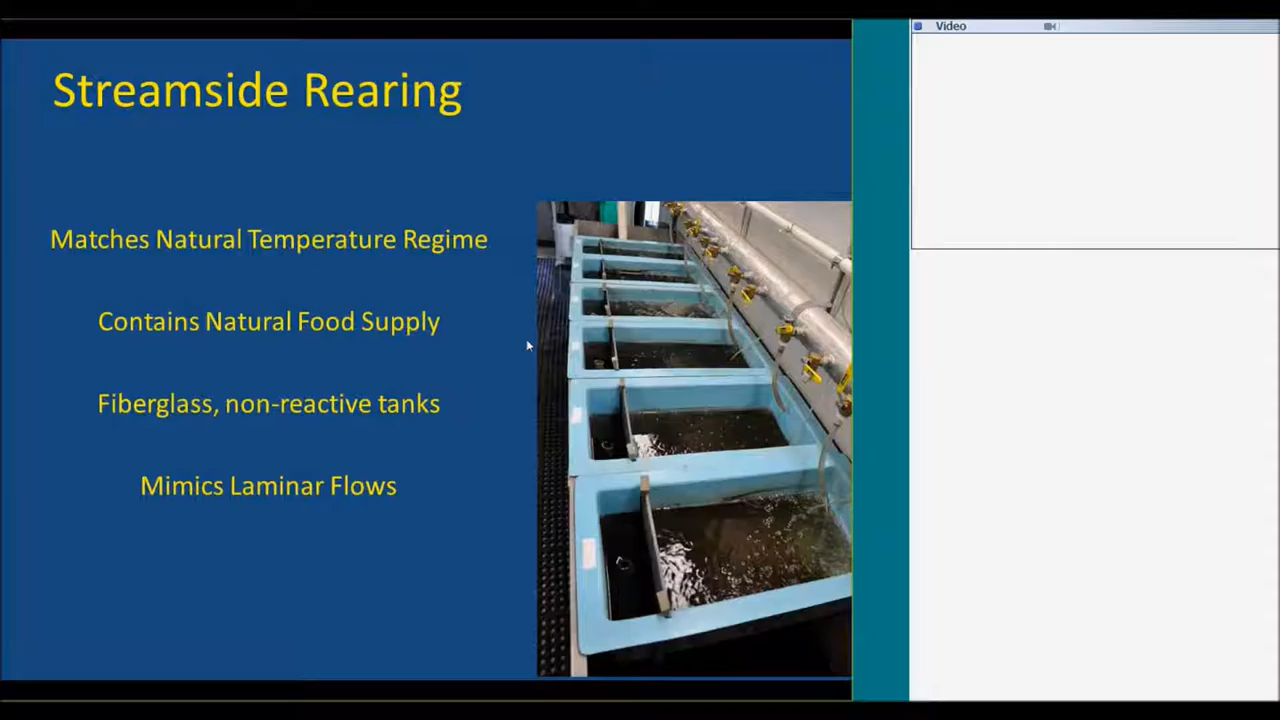 Streamside Rearing
Matches Natural Temperature Regime
Contains Natural Food Supply
Fiberglass, non-reactive tanks
Mimics Laminar Flows
Video